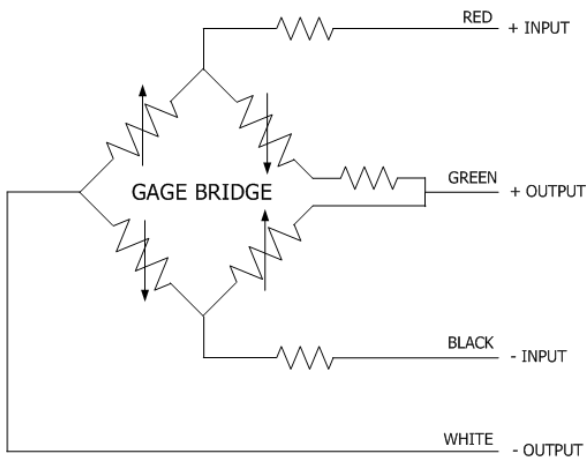 RED + INPUT
GAGE BRIDGE
GREEN + OUTPUT
BLACK - INPUT
WHITE - OUTPUT